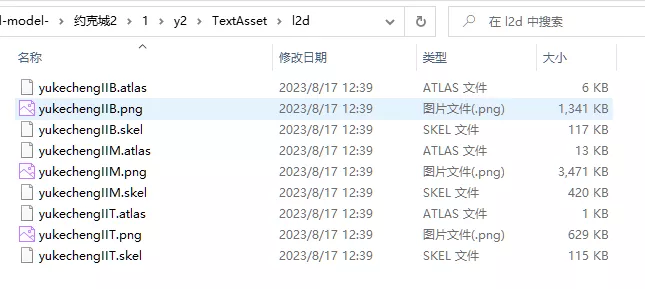 l-model- > 约克城2 > 1 > y2 > TextAsset > l2d
在 l2d 中搜索
名称 修改日期 类型 大小
yukechengIIB.atlas 2023/8/17 12:39 ATLAS 文件 6 KB
yukechengIIB.png 2023/8/17 12:39 图片文件(.png) 1,341 KB
yukechengIIB.skel 2023/8/17 12:39 SKEL 文件 117 KB
yukechengIIM.atlas 2023/8/17 12:39 ATLAS 文件 13 KB
yukechengIIM.png 2023/8/17 12:39 图片文件(.png) 3,471 KB
yukechengIIM.skel 2023/8/17 12:39 SKEL 文件 420 KB
yukechengIIT.atlas 2023/8/17 12:39 ATLAS 文件 1 KB
yukechengIIT.png 2023/8/17 12:39 图片文件(.png) 629 KB
yukechengIIT.skel 2023/8/17 12:39 SKEL 文件 115 KB